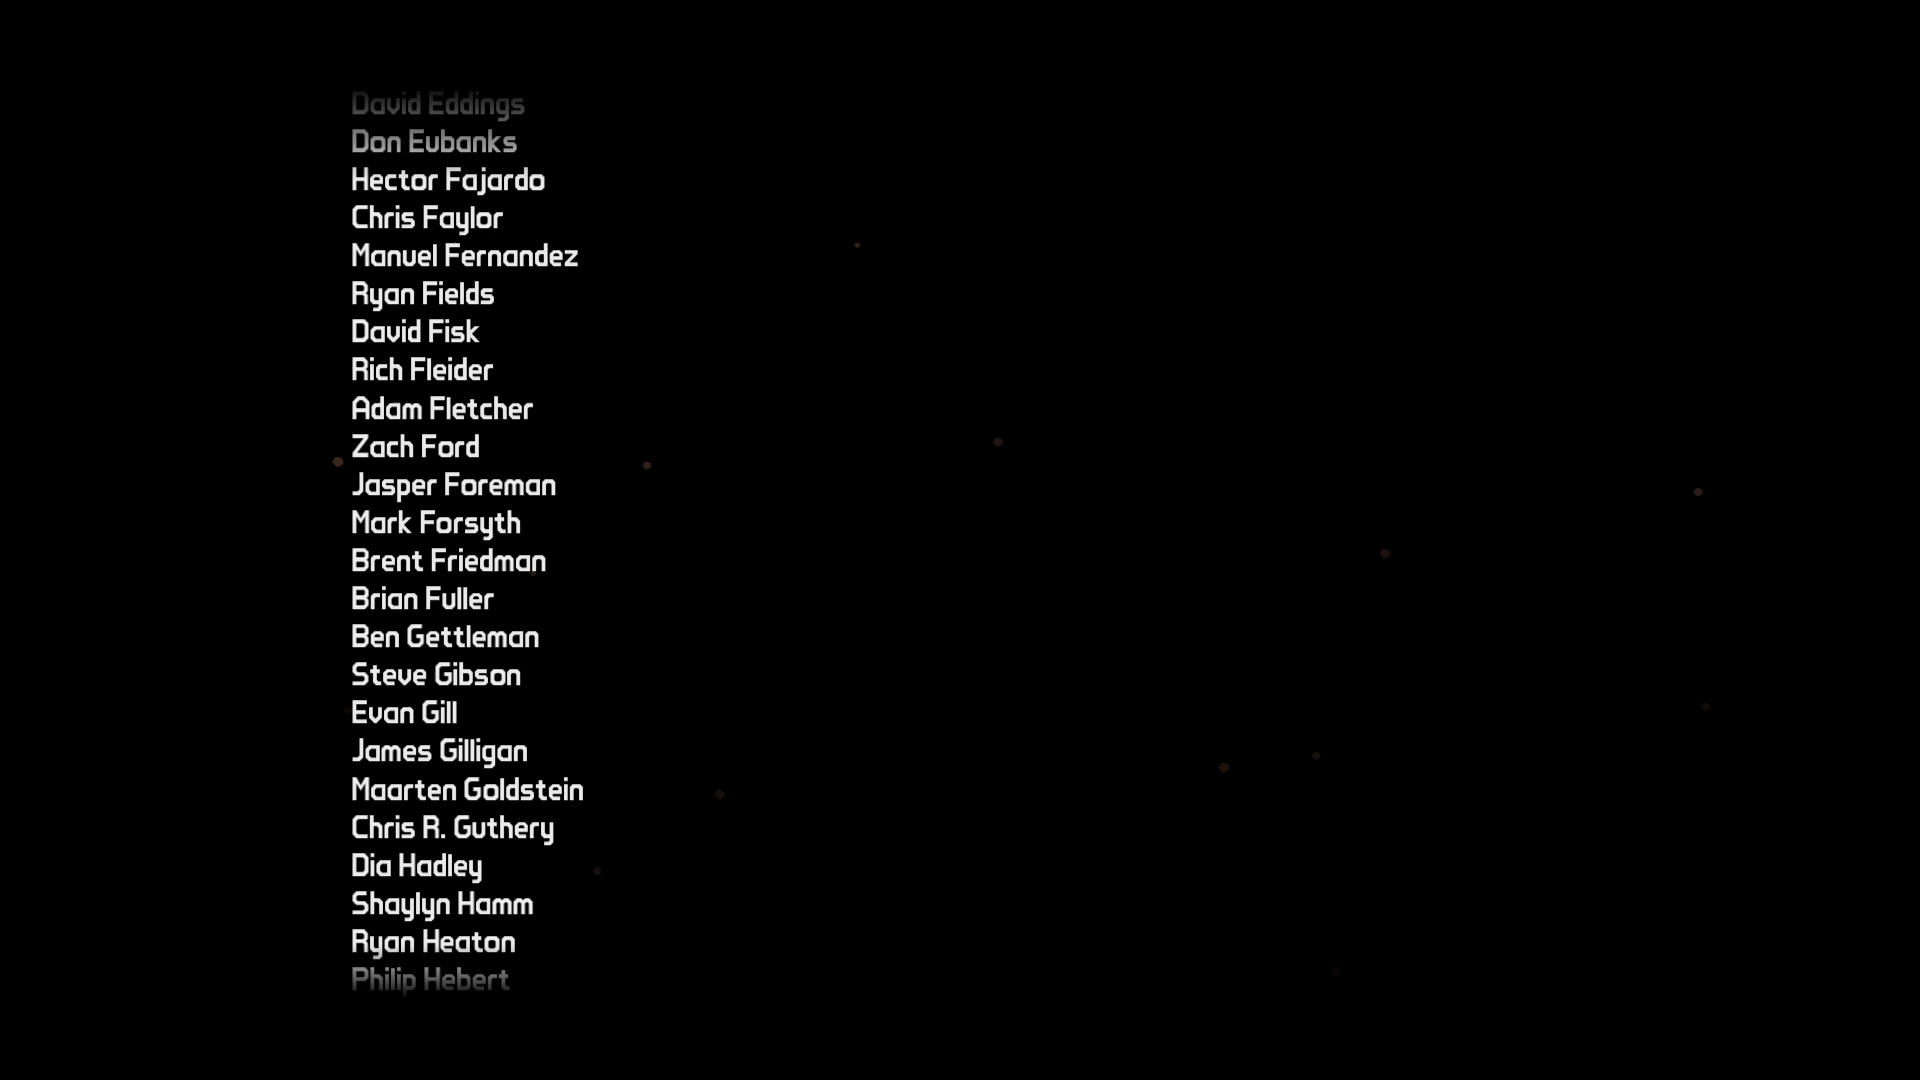 David Eddings
Don Eubanks
Hector Fajardo
Chris Faylor
Manuel Fernandez
Ryan Fields
David Fisk
Rich Fleider
Adam Fletcher
Zach Ford
Jasper Foreman
Mark Forsyth
Brent Friedman
Brian Fuller
Ben Gettleman
Steve Gibson
Evan Gill
James Gilligan
Maarten Goldstein
Chris R. Guthery
Dia Hadley
Shaylyn Hamm
Ryan Heaton
Philip Hebert